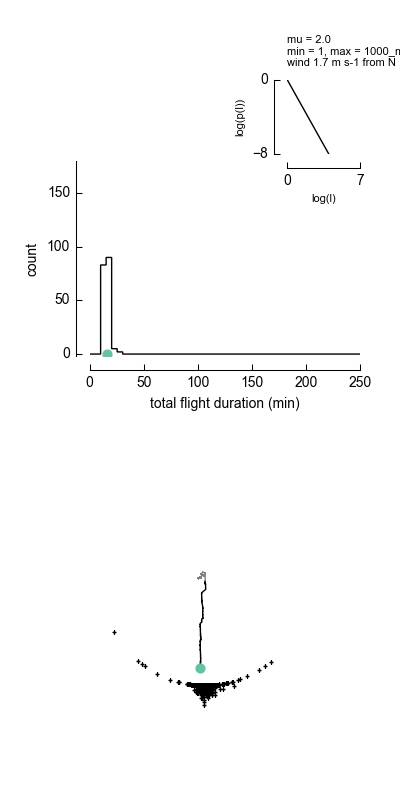 mu = 2.0
min = 1, max = 1000_m
wind 1.7 m s-1 from N
0
log(p(l))
−8
0 7
log(l)
150
100
count
50
0
0 50 100 150 200 250
total flight duration (min)